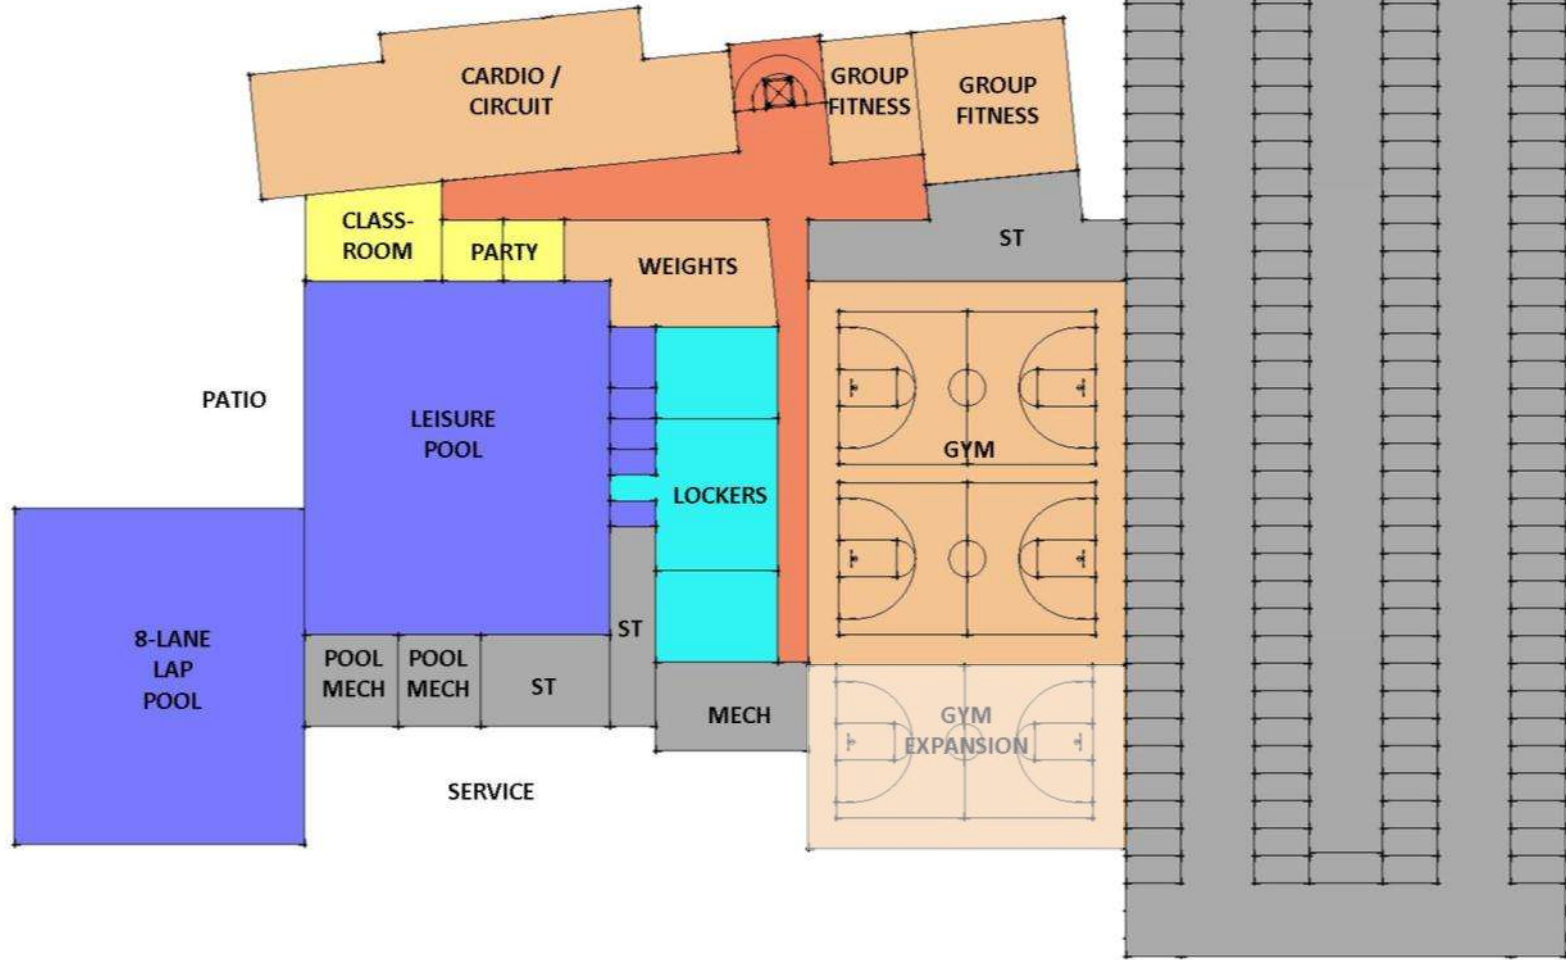 CARDIO /
CIRCUIT
GROUP
FITNESS
GROUP
FITNESS
CLASS-
ROOM
PARTY
WEIGHTS
ST
PATIO
LEISURE
POOL
LOCKERS
GYM
8-LANE
LAP
POOL
POOL
MECH
POOL
MECH
ST
ST
MECH
GYM
EXPANSION
SERVICE